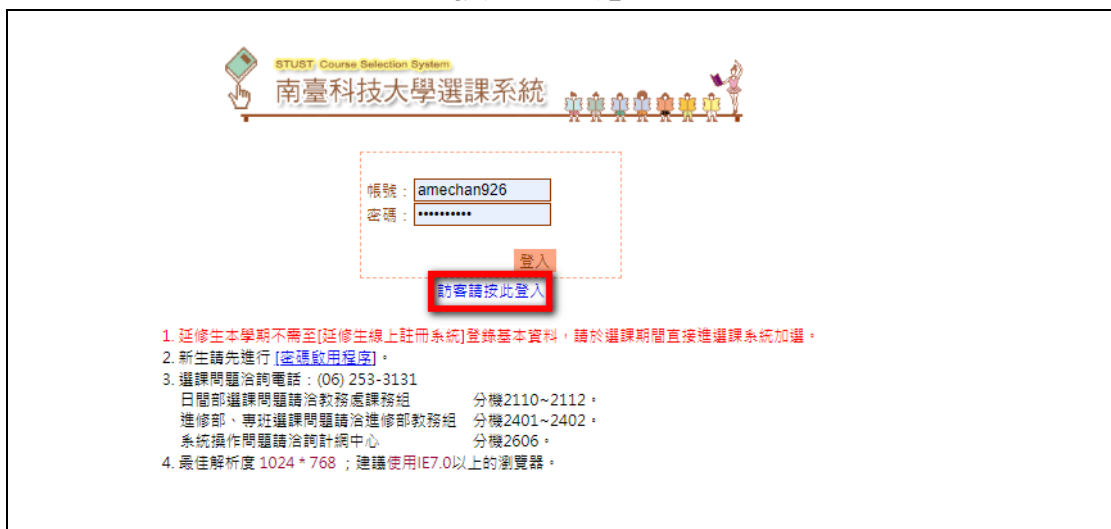 STUST Course Selection System
南臺科技大學選課系統
帳號：amechan926
密碼：••••••••••
登入
訪客請按此登入
1. 延修生本學期不需至[延修生線上註冊系統]登錄基本資料，請於選課期間直接進選課系統加選。
2. 新生請先進行 [密碼啟用程序]。
3. 選課問題洽詢電話：(06) 253-3131
日間部選課問題請洽教務處課務組 分機2110~2112。
進修部、專班選課問題請洽進修部教務組 分機2401~2402。
系統操作問題請洽詢計網中心 分機2606。
4. 最佳解析度 1024 * 768 ；建議使用IE7.0以上的瀏覽器。